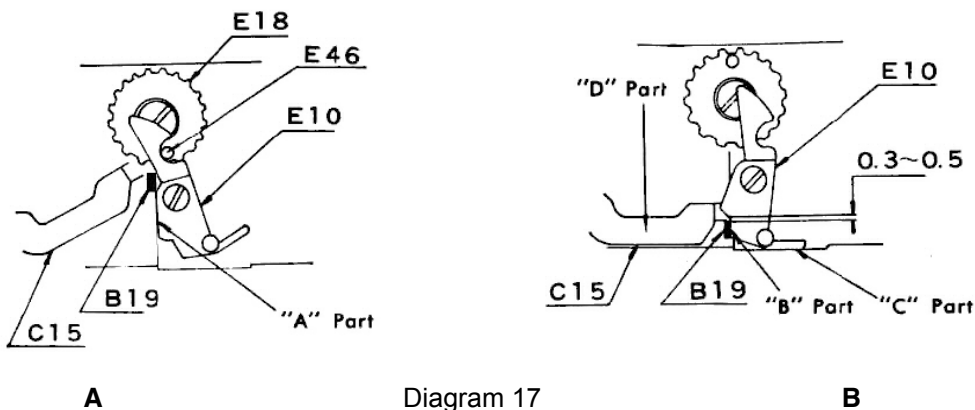 E18
E46
E10
B19
"A" Part
C15
"D" Part
E10
0.3~0.5
C15
B19
"B" Part
"C" Part
A
Diagram 17
B